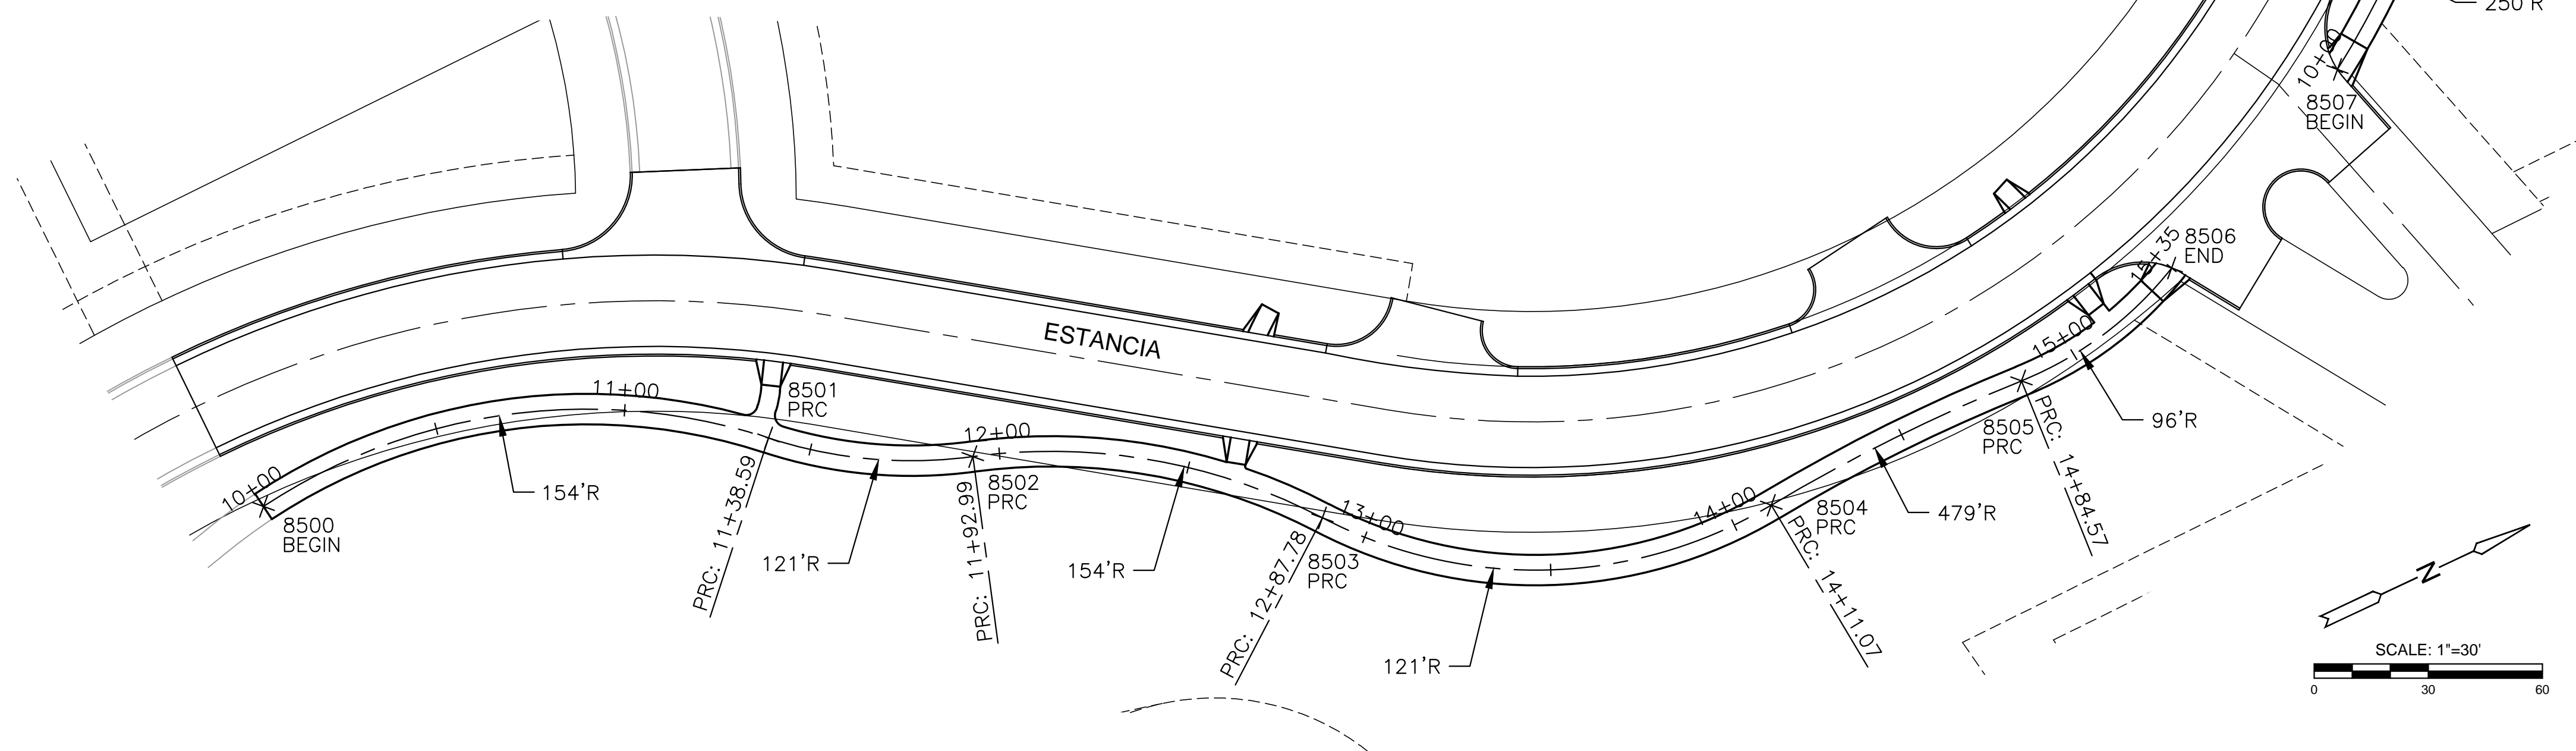 250'R
10+00
8507
BEGIN
8506
END
15+35
ESTANCIA
15+00
11+00
8501
PRC
12+00
10+00
8500
BEGIN
154'R
PRC: 11+38.59
121'R
8502
PRC
PRC: 11+92.99
154'R
13+00
8503
PRC
PRC: 12+87.78
121'R
14+00
8504
PRC
PRC: 14+11.07
479'R
8505
PRC
PRC: 14+84.57
96'R
N
SCALE: 1"=30'
0 30 60